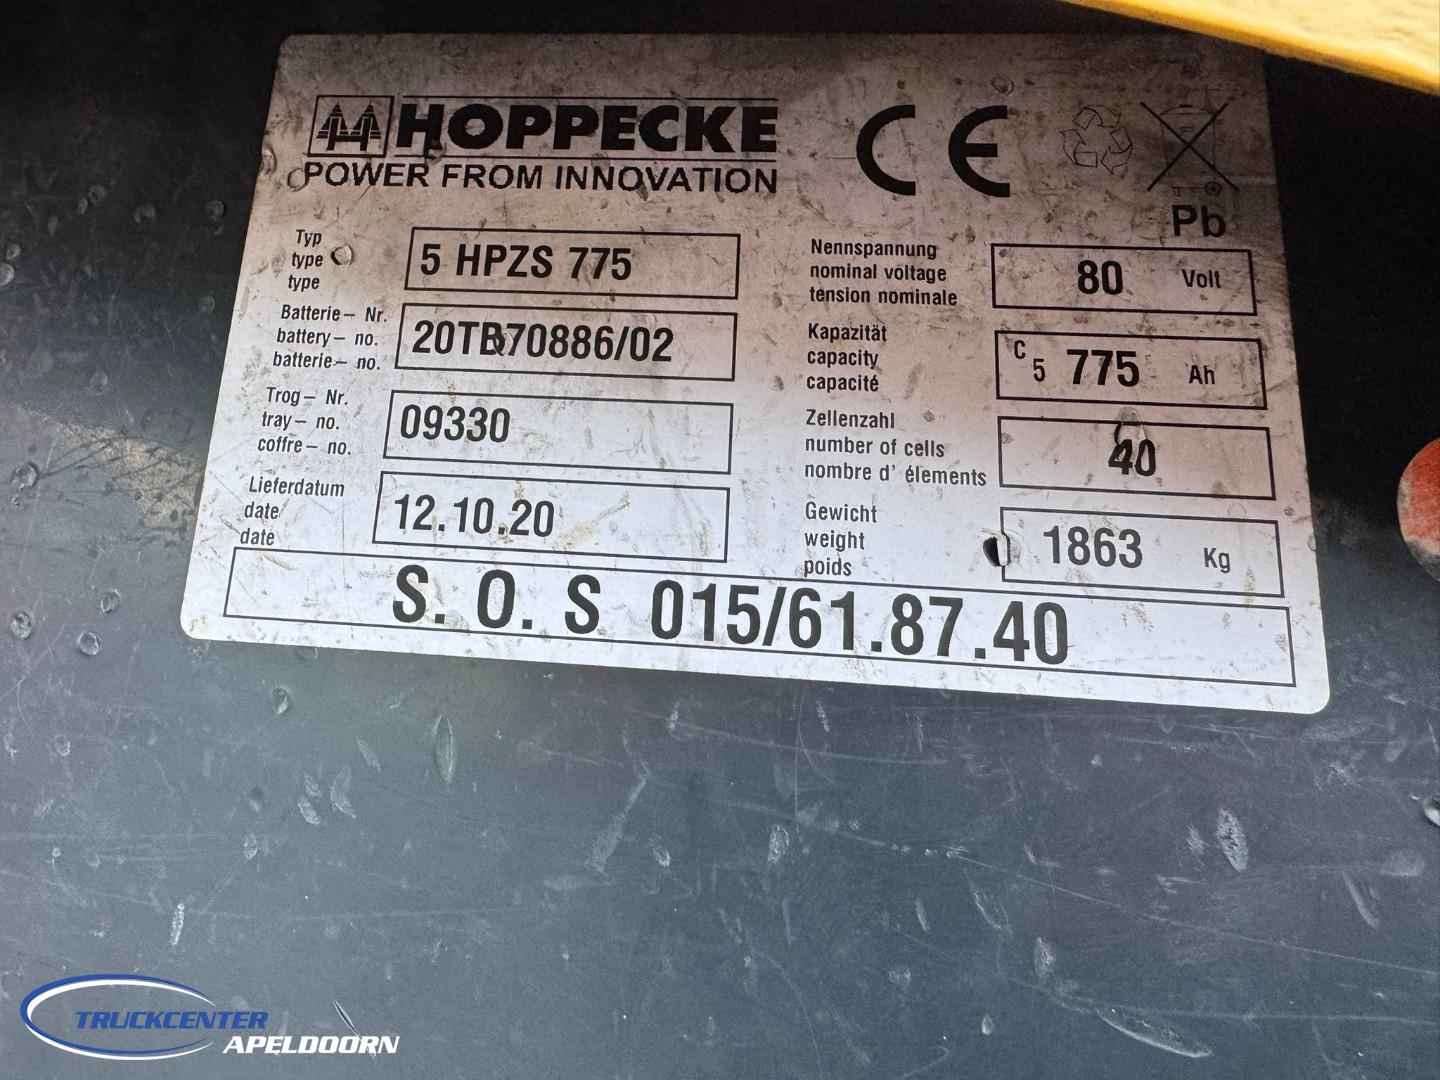 HOPPECKE
POWER FROM INNOVATION
CE
Pb
Typ
type
type
5 HPZS 775
Batterie – Nr.
battery – no.
batterie – no.
20TB70886/02
Trog – Nr.
tray – no.
coffre – no.
09330
Lieferdatum
date
date
12.10.20
Nennspannung
nominal voltage
tension nominale
80 Volt
Kapazität
capacity
capacité
C5 775 Ah
Zellenzahl
number of cells
nombre d' élements
40
Gewicht
weight
poids
1863 Kg
S. O. S 015/61.87.40
TRUCKCENTER
APELDOORN